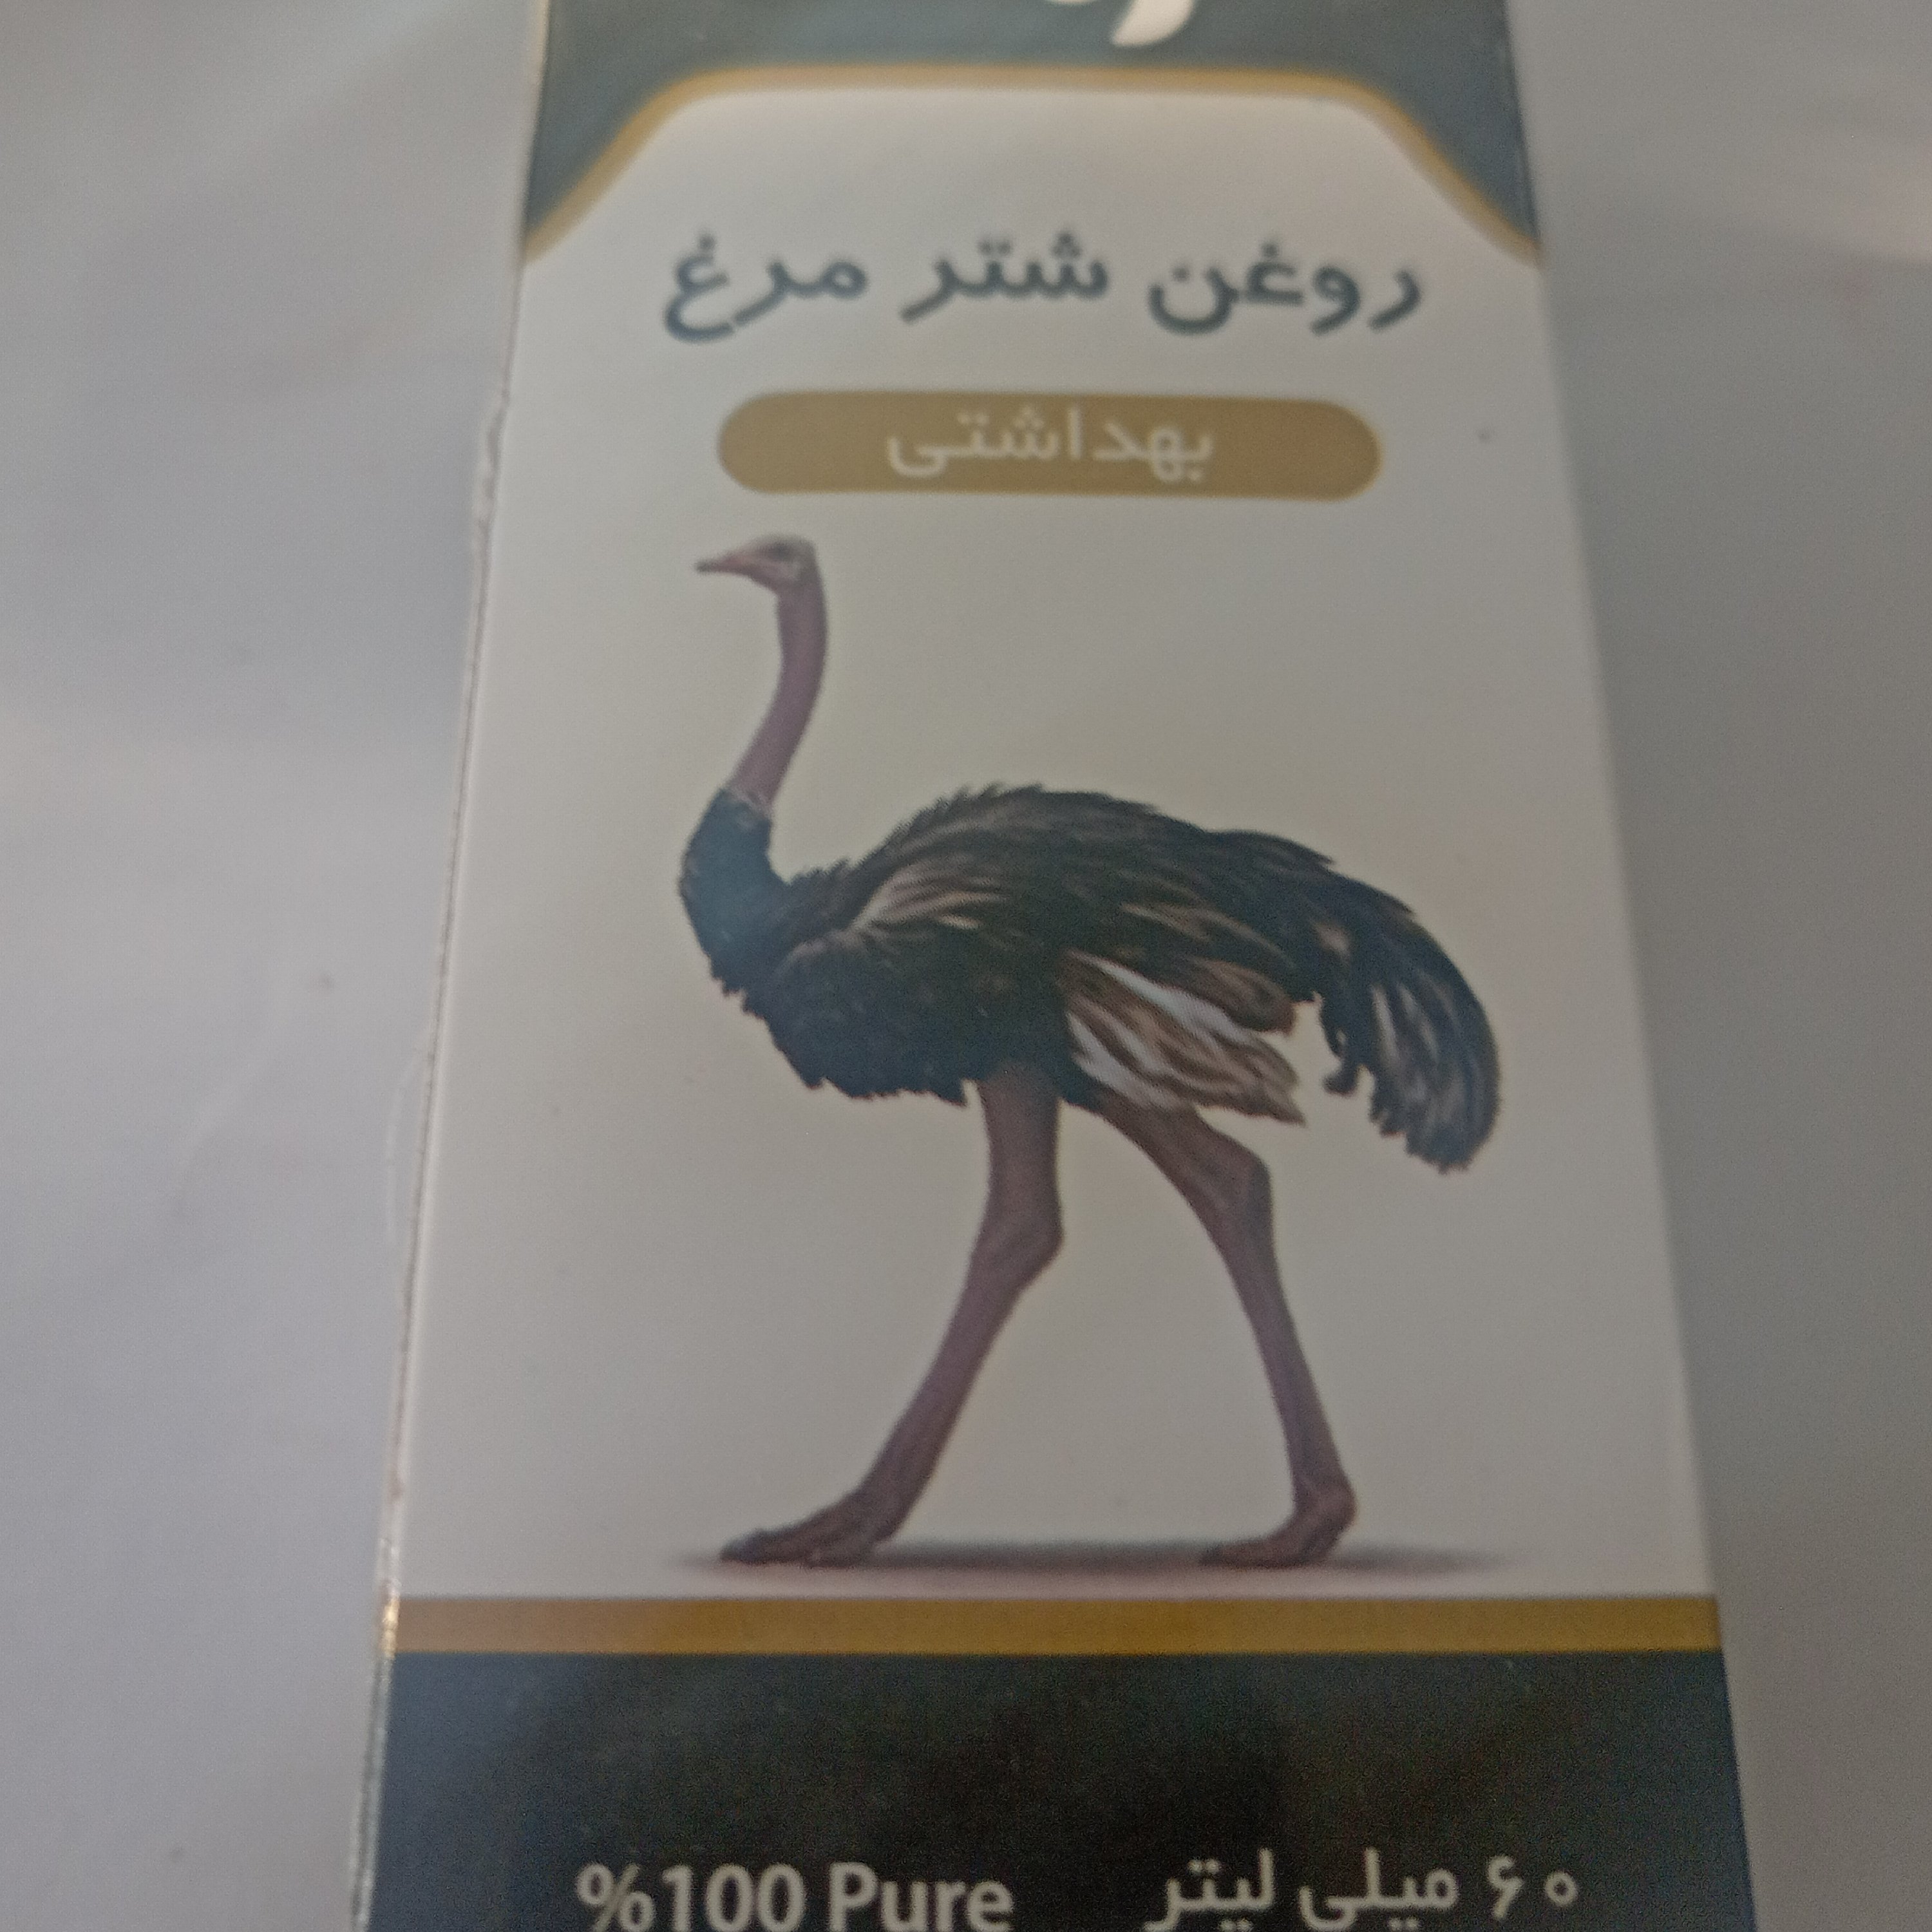 روغن شتر مرغ
بهداشتی
۶۰ میلی لیتر %100 Pure